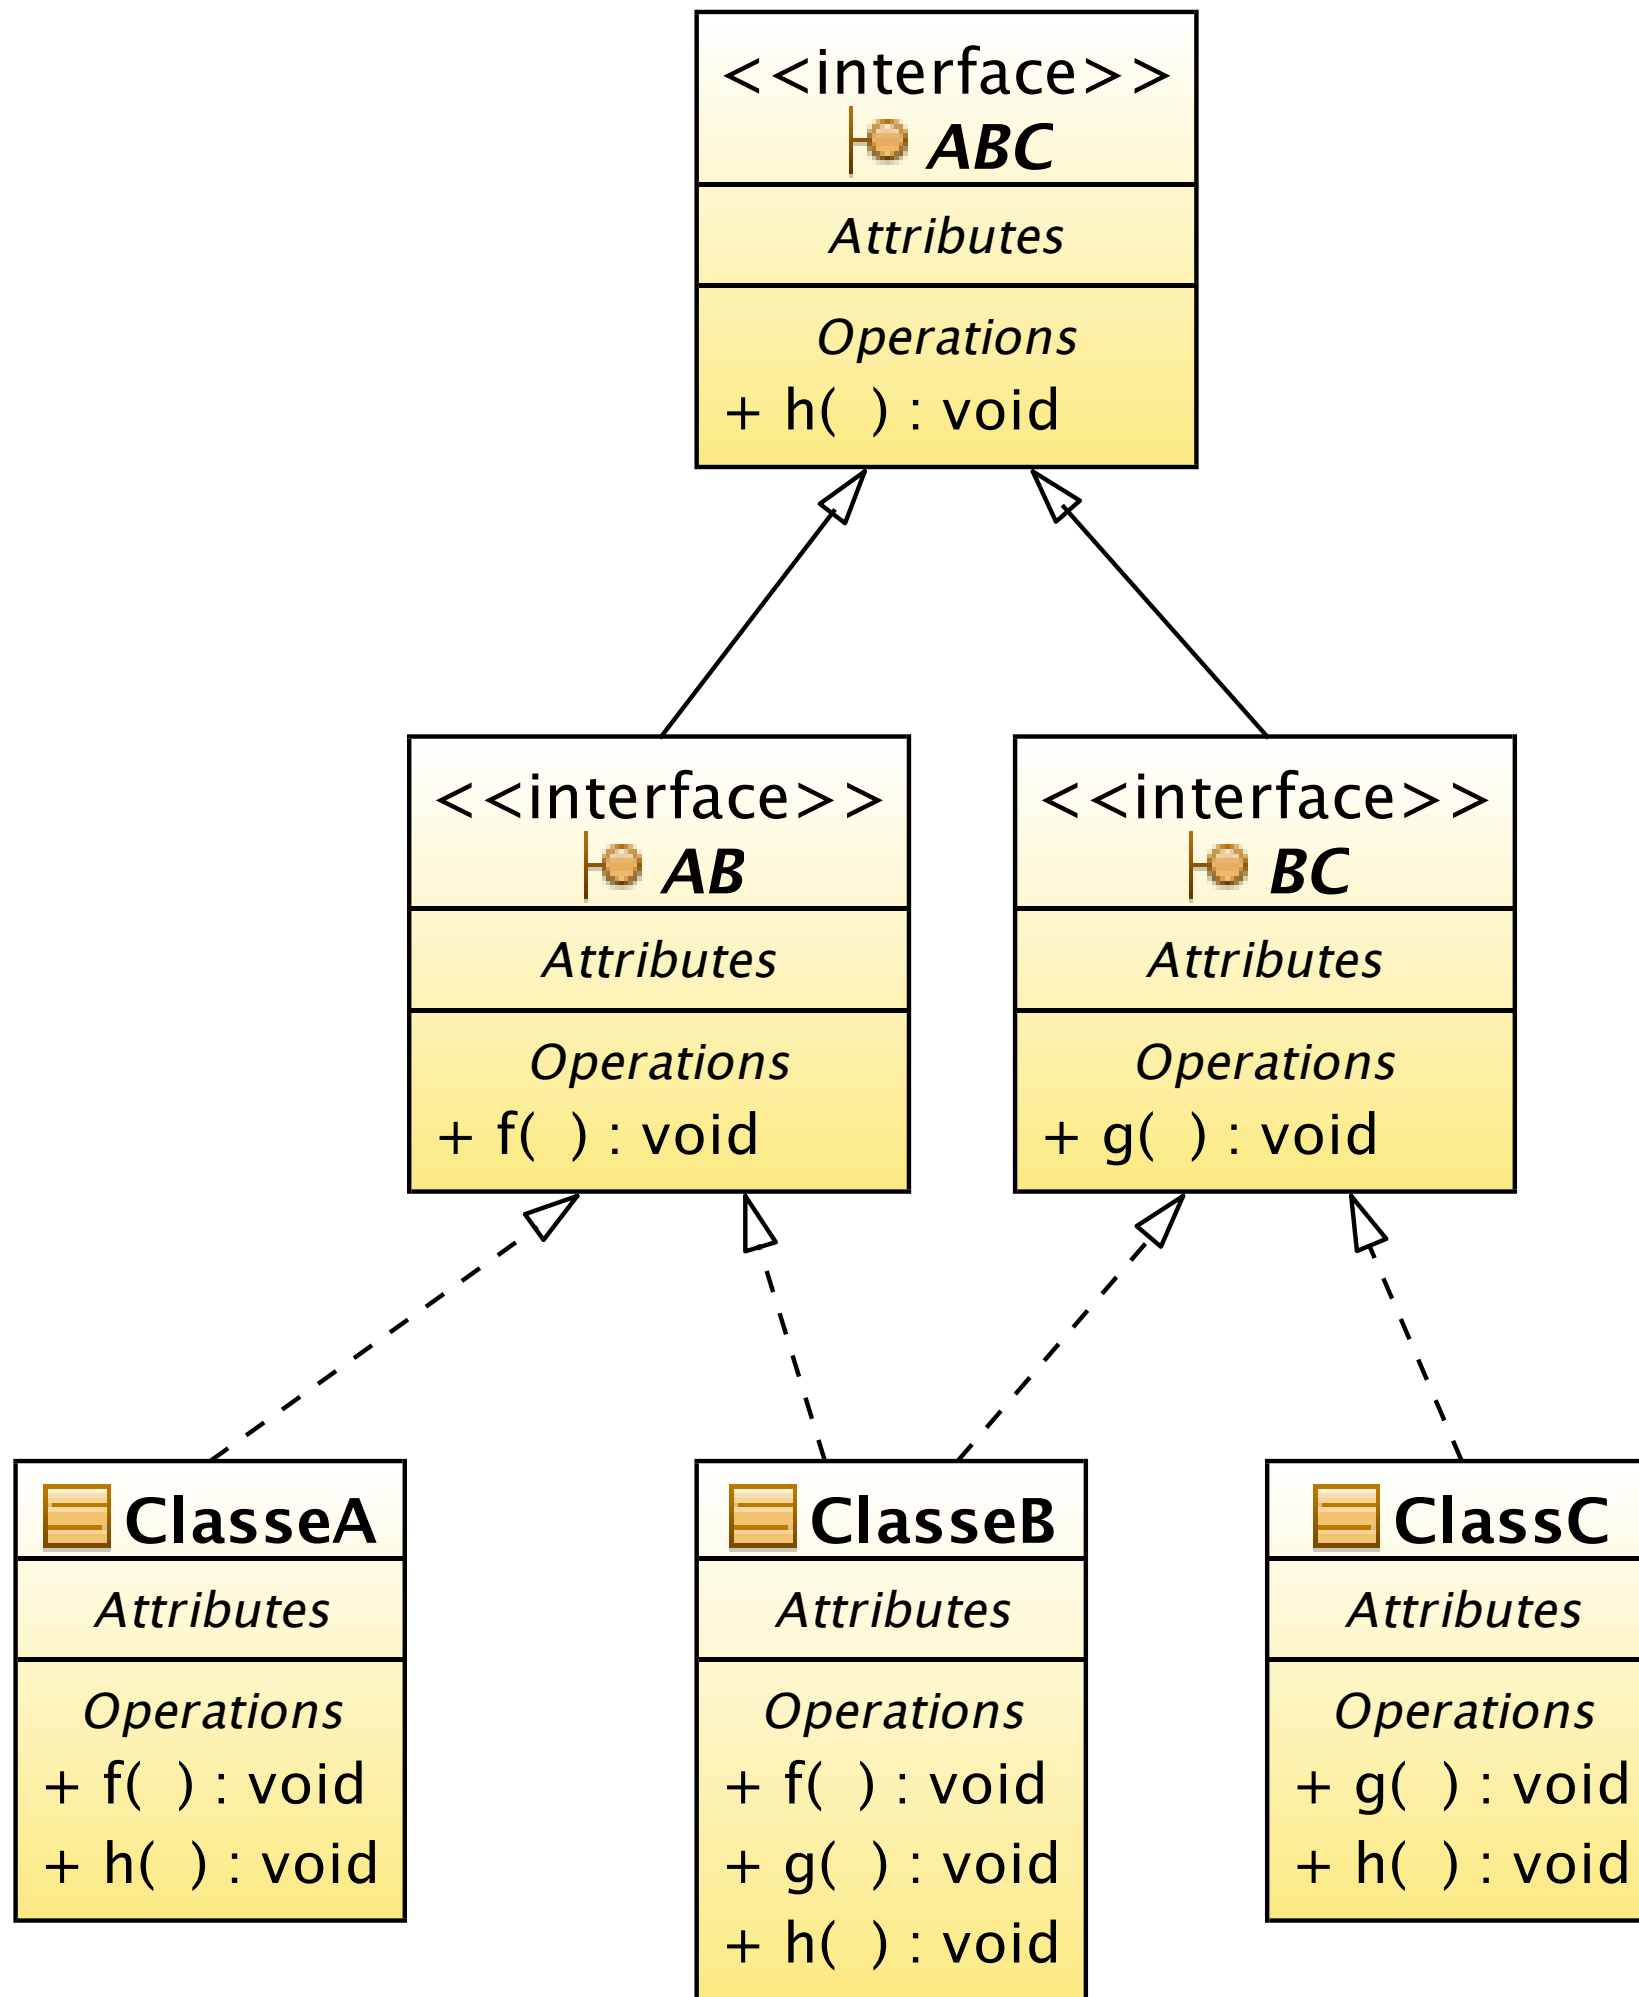 <<interface>>
ABC
Attributes
Operations
+ h( ) : void
<<interface>>
AB
Attributes
Operations
+ f( ) : void
<<interface>>
BC
Attributes
Operations
+ g( ) : void
ClasseA
Attributes
Operations
+ f( ) : void
+ h( ) : void
ClasseB
Attributes
Operations
+ f( ) : void
+ g( ) : void
+ h( ) : void
ClassC
Attributes
Operations
+ g( ) : void
+ h( ) : void